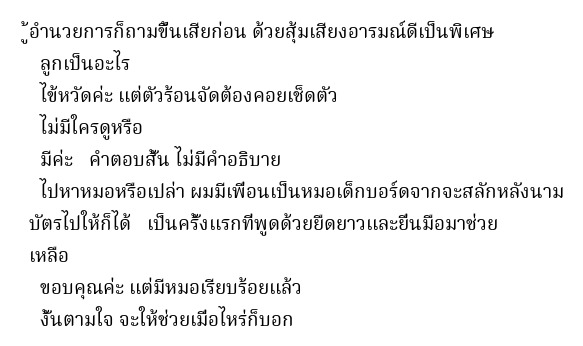 ผู้อำนวยการก็ถามขึ้นเสียก่อน ด้วยสุ้มเสียงอารมณ์ดีเป็นพิเศษ
ลูกเป็นอะไร
ไข้หวัดค่ะ แต่ตัวร้อนจัดต้องคอยเช็ดตัว
ไม่มีใครดูหรือ
มีค่ะ คำตอบสั้น ไม่มีคำอธิบาย
ไปหาหมอหรือเปล่า ผมมีเพื่อนเป็นหมอเด็กบอร์ดจากจะสลักหลังนาม
บัตรไปให้ก็ได้ เป็นครั้งแรกที่พูดด้วยยืดยาวและยื่นมือมาช่วย
เหลือ
ขอบคุณค่ะ แต่มีหมอเรียบร้อยแล้ว
งั้นตามใจ จะให้ช่วยเมื่อไหร่ก็บอก